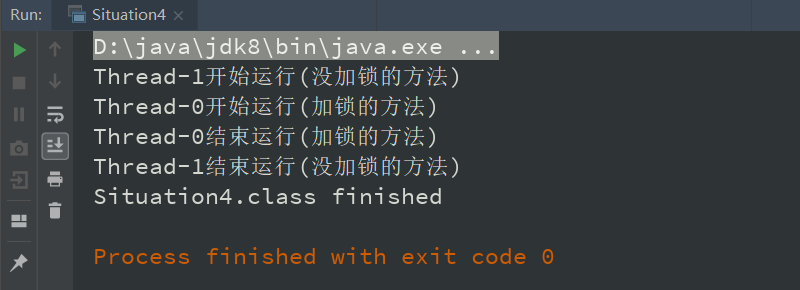 Run: Situation4
D:\java\jdk8\bin\java.exe ...
Thread-1开始运行(没加锁的方法)
Thread-0开始运行(加锁的方法)
Thread-0结束运行(加锁的方法)
Thread-1结束运行(没加锁的方法)
Situation4.class finished
Process finished with exit code 0